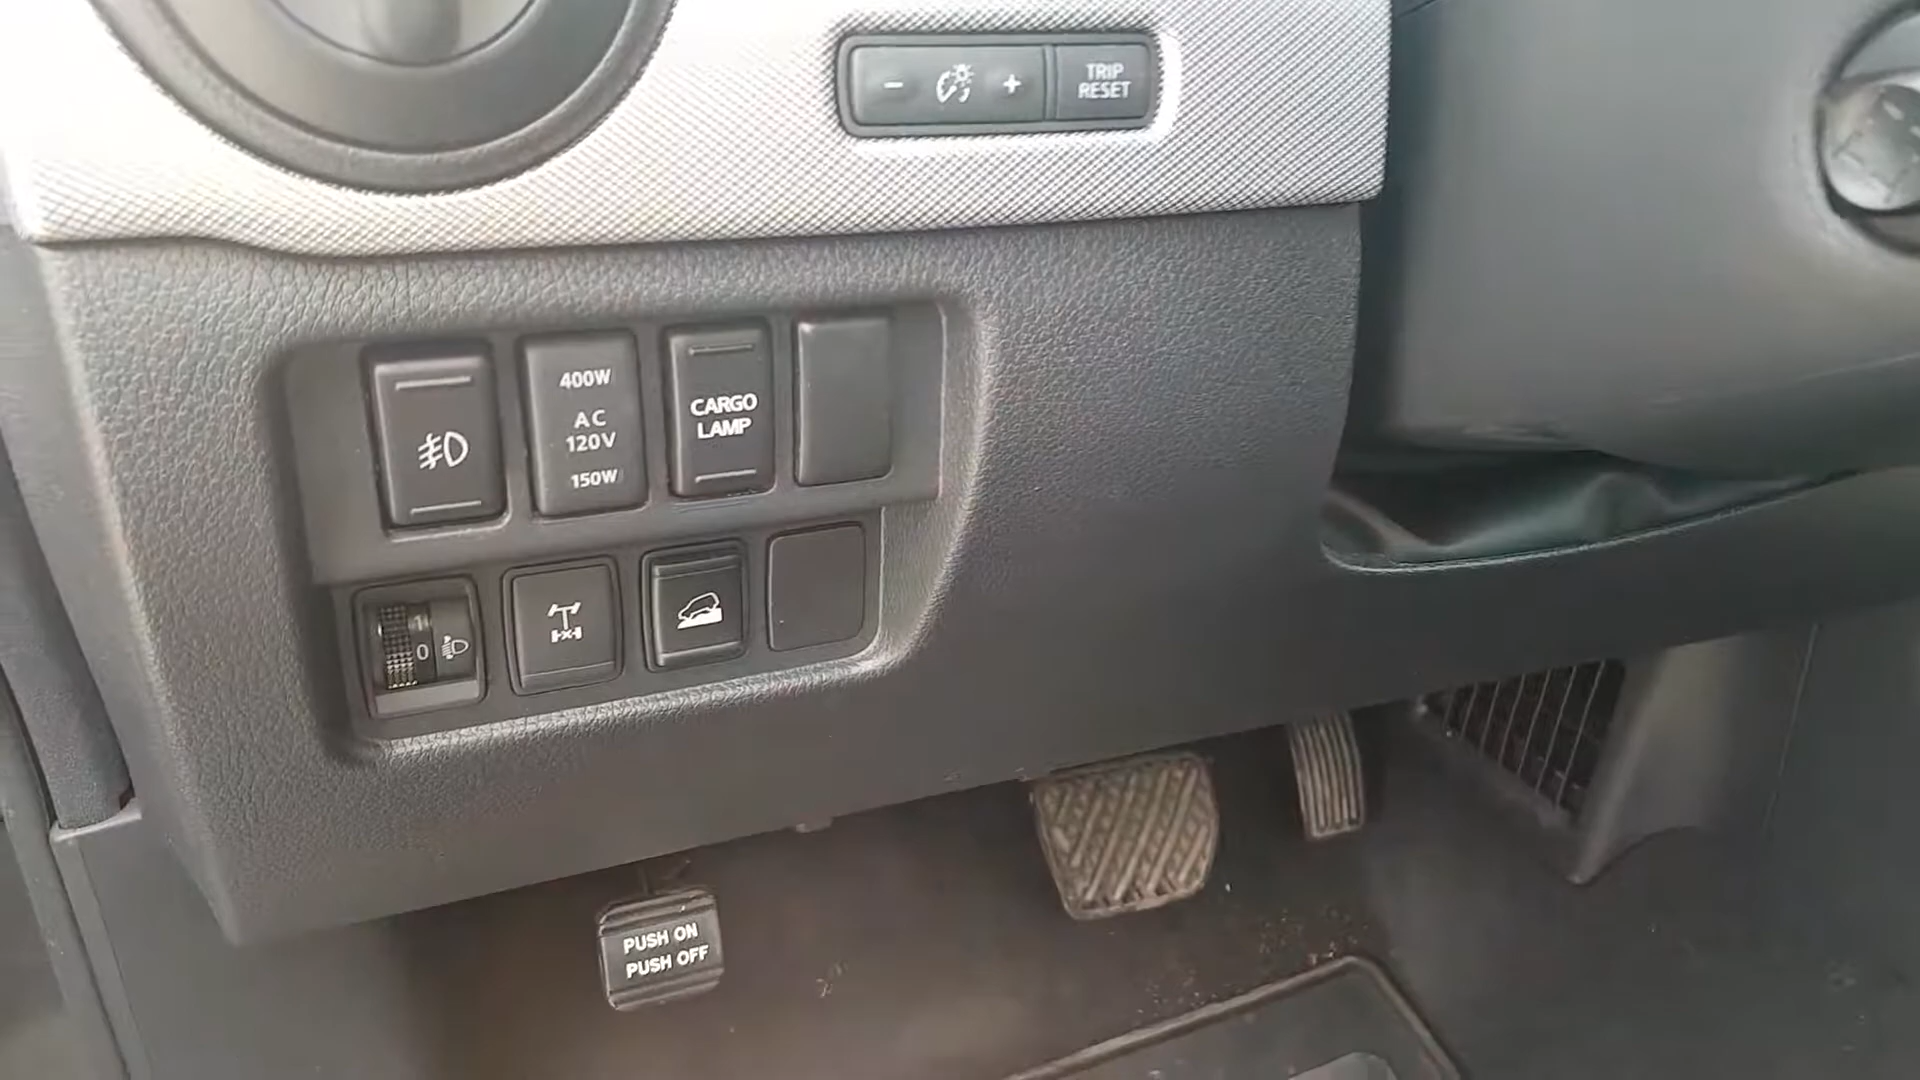 - +
TRIP
RESET
400W
AC
120V
150W
CARGO
LAMP
0
PUSH ON
PUSH OFF